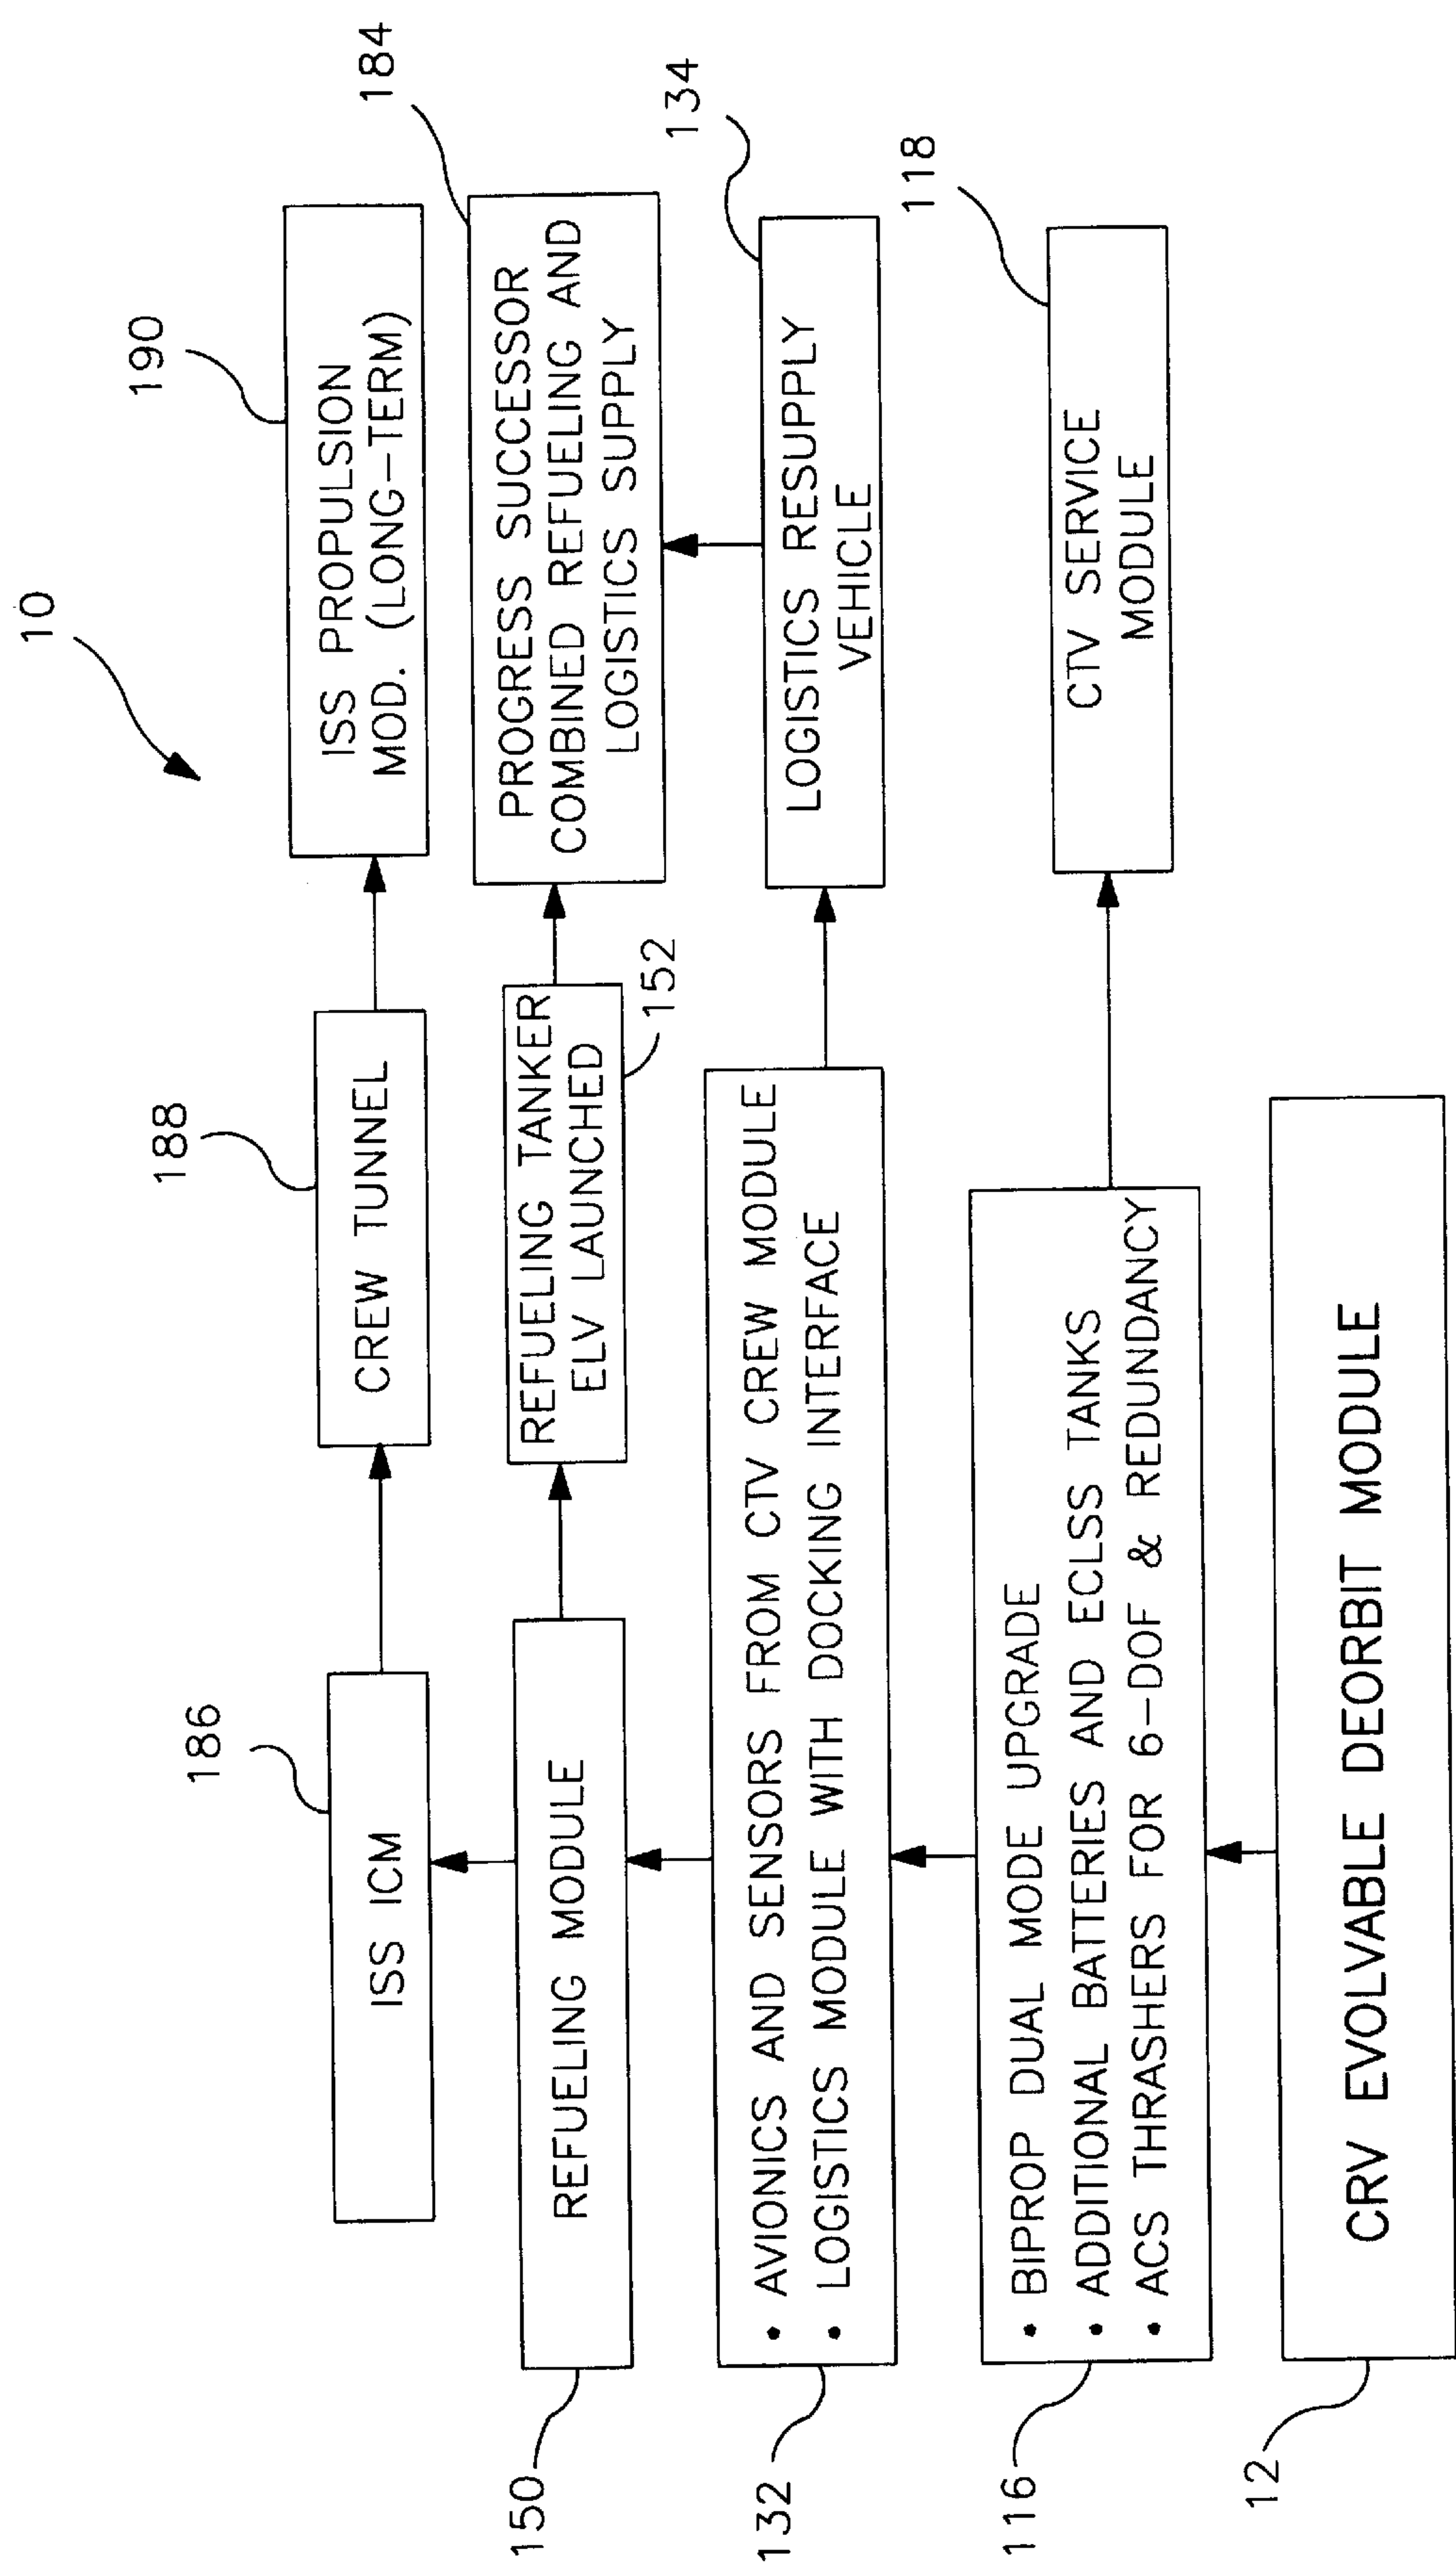 10
190
ISS PROPULSION
MOD. (LONG-TERM)
188
CREW TUNNEL
186
ISS ICM
184
PROGRESS SUCCESSOR
COMBINED REFUELING AND
LOGISTICS SUPPLY
REFUELING TANKER
ELV LAUNCHED
152
REFUELING MODULE
150
134
LOGISTICS RESUPPLY
VEHICLE
• AVIONICS AND SENSORS FROM CTV CREW MODULE
• LOGISTICS MODULE WITH DOCKING INTERFACE
132
118
CTV SERVICE
MODULE
• BIPROP DUAL MODE UPGRADE
• ADDITIONAL BATTERIES AND ECLSS TANKS
• ACS THRASHERS FOR 6-DOF & REDUNDANCY
116
CRV EVOLVABLE DEORBIT MODULE
12